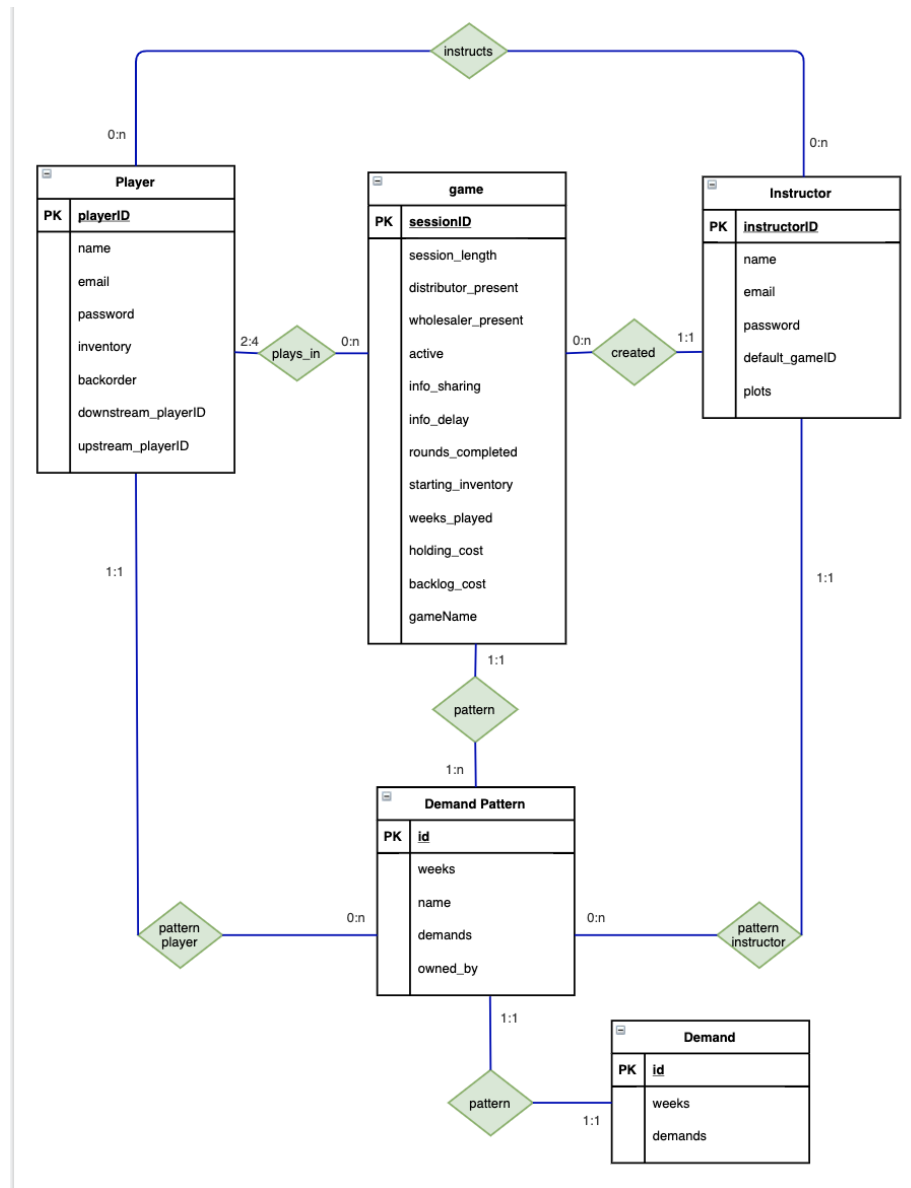 instructs
0:n
0:n
Player
PK playerID
name
email
password
inventory
backorder
downstream_playerID
upstream_playerID
2:4
plays_in
0:n
game
PK sessionID
session_length
distributor_present
wholesaler_present
active
info_sharing
info_delay
rounds_completed
starting_inventory
weeks_played
holding_cost
backlog_cost
gameName
0:n
created
1:1
Instructor
PK instructorID
name
email
password
default_gameID
plots
1:1
1:1
1:1
pattern
1:n
Demand Pattern
PK id
weeks
name
demands
owned_by
pattern
player
0:n
0:n
pattern
instructor
1:1
pattern
1:1
Demand
PK id
weeks
demands